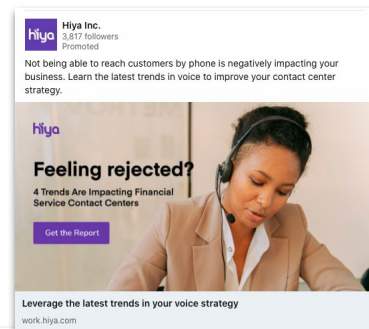 hiya
Hiya Inc.
3,817 followers
Promoted
Not being able to reach customers by phone is negatively impacting your
business. Learn the latest trends in voice to improve your contact center
strategy.
hiya
Feeling rejected?
4 Trends Are Impacting Financial
Service Contact Centers
Get the Report
Leverage the latest trends in your voice strategy
work.hiya.com